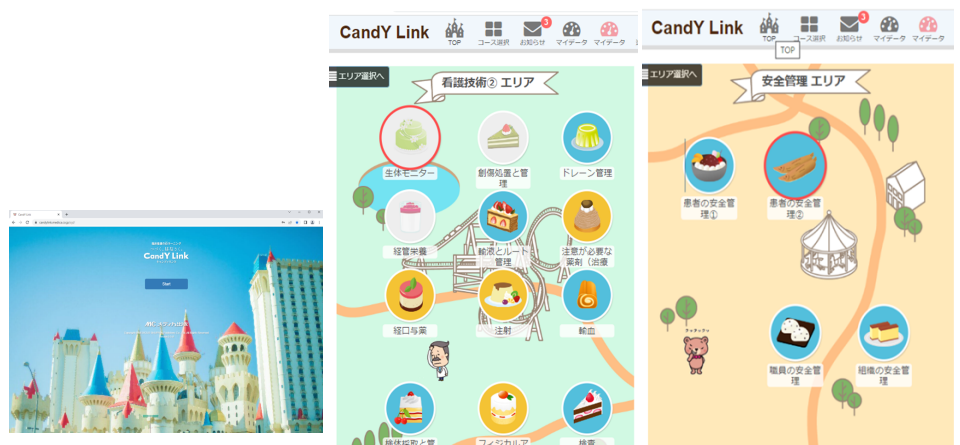 CandY Link
Start
CandY Link
TOP
コース選択
お知らせ
3
マイデータ
マイデータ
エリア選択へ
看護技術② エリア
生体モニター
創傷処置と管
理
ドレーン管理
経管栄養
輸液とルート
管理
注意が必要な
薬剤（治療
経口与薬
注射
輸血
検体採取と管
フィジカルア
検査
CandY Link
TOP
コース選択
お知らせ
3
マイデータ
マイデータ
TOP
エリア選択へ
安全管理 エリア
患者の安全管
理①
患者の安全管
理②
職員の安全管
理
組織の安全管
理